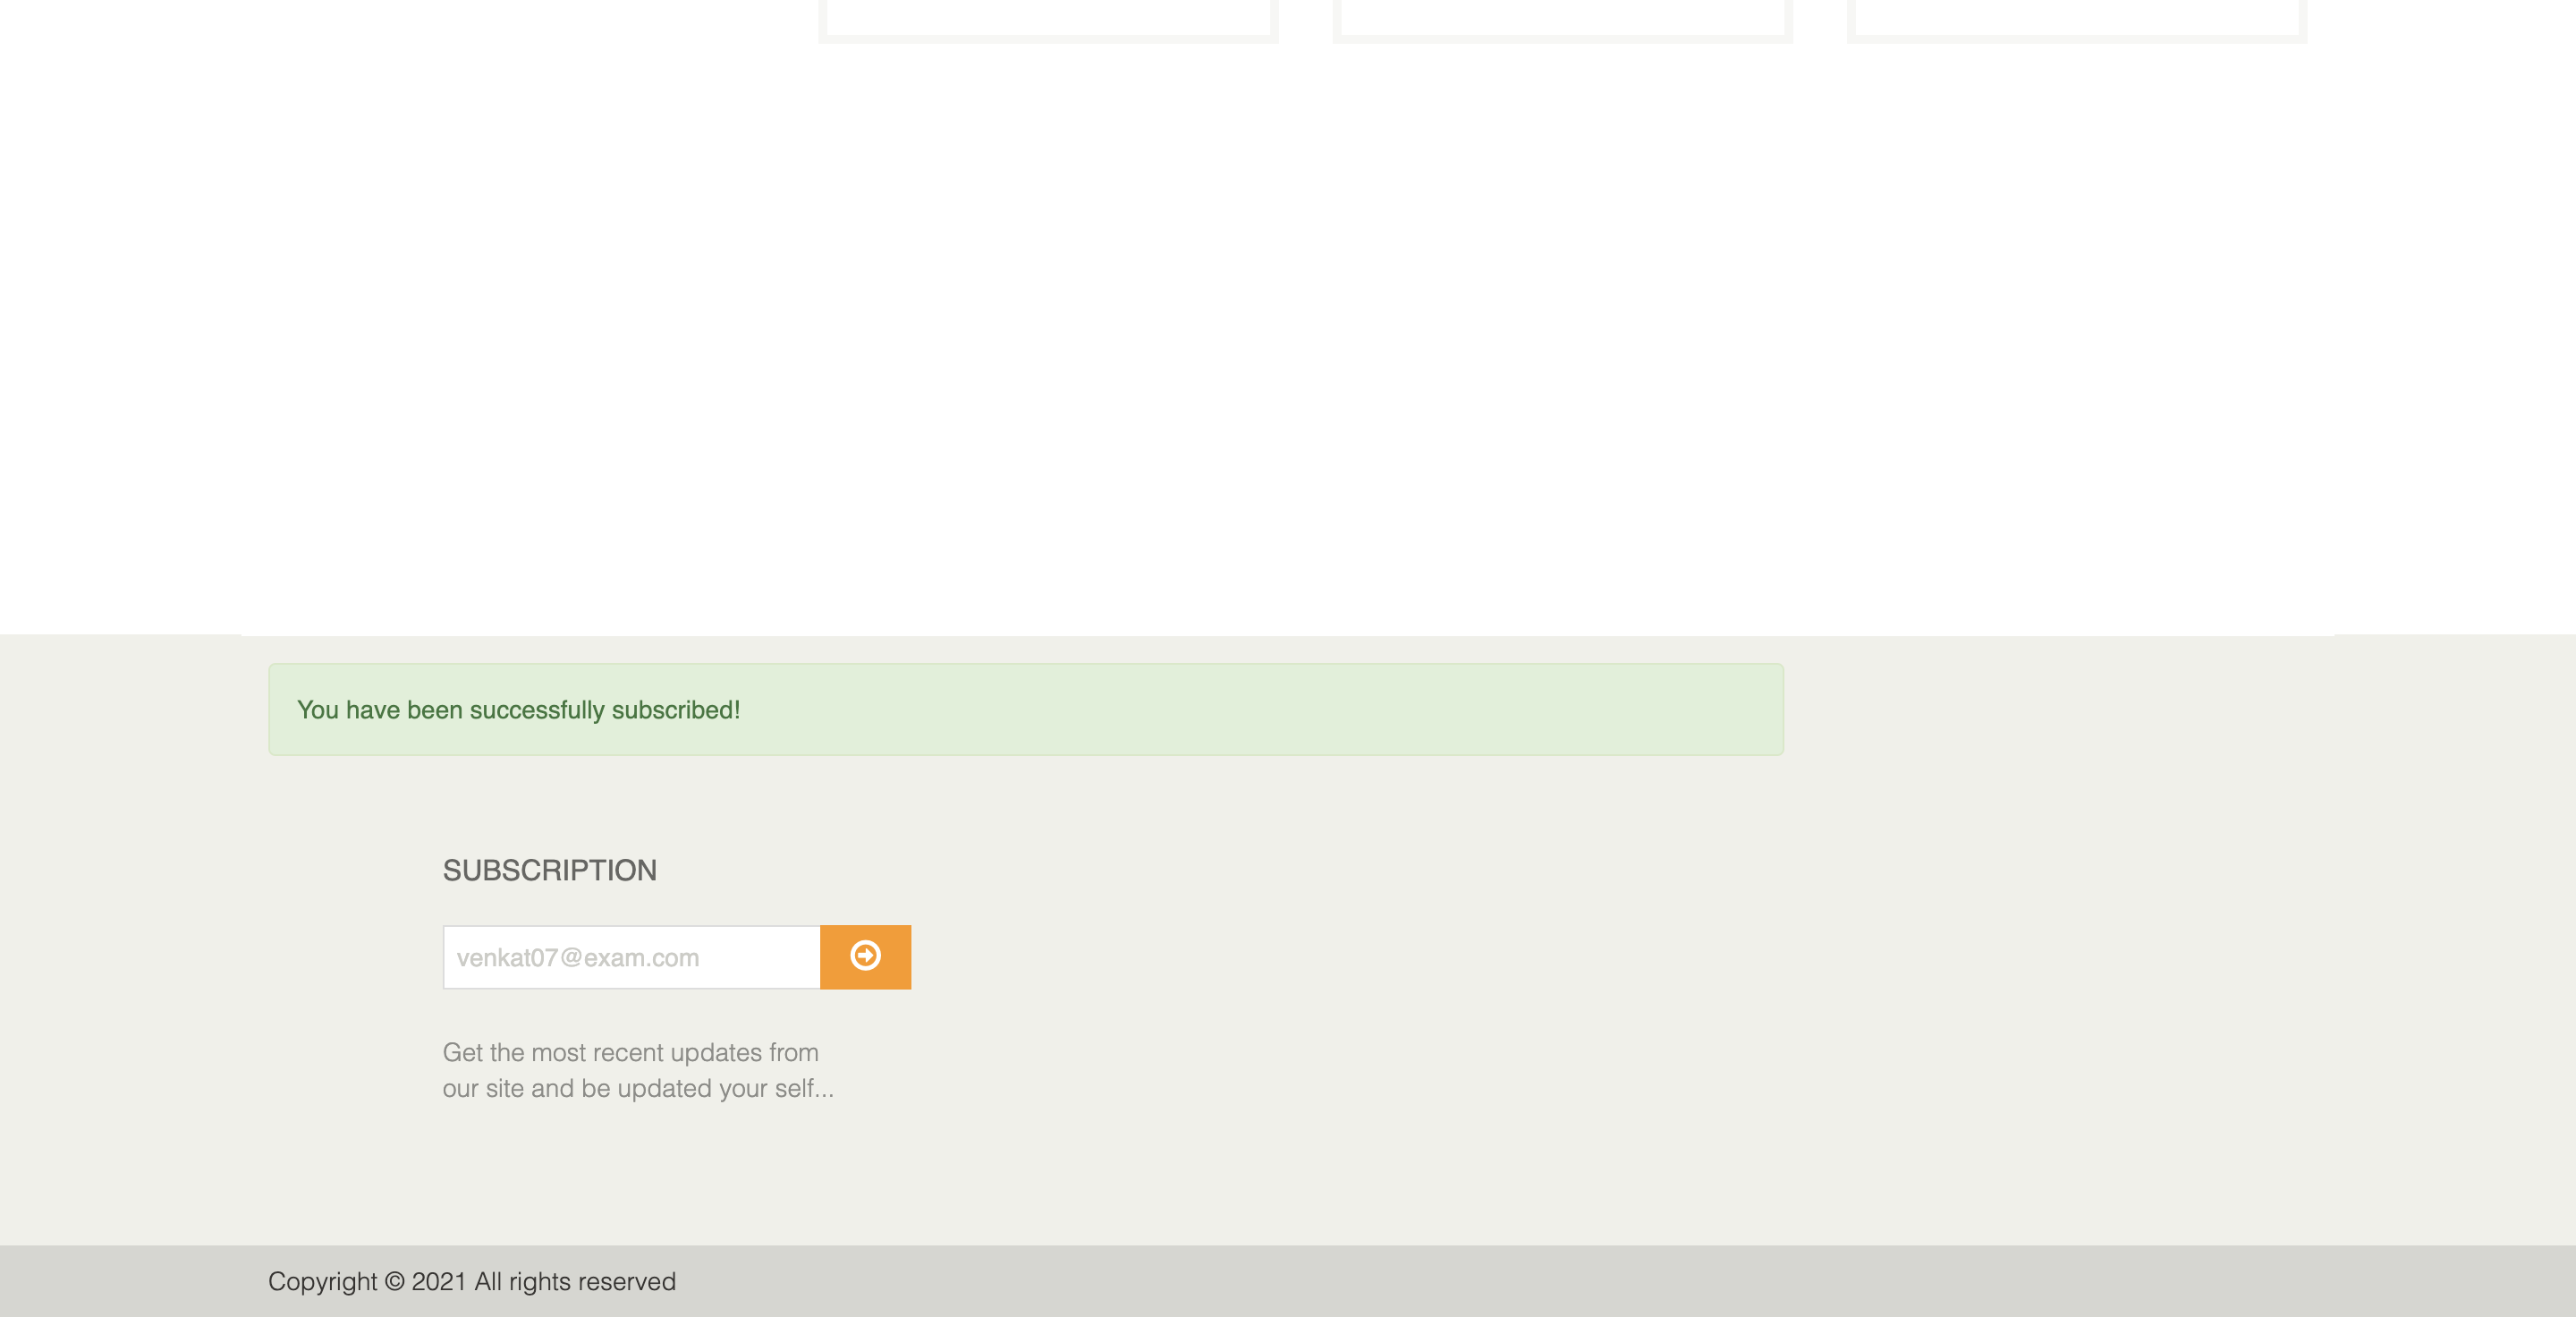 You have been successfully subscribed!
SUBSCRIPTION
venkat07@exam.com
Get the most recent updates from
our site and be updated your self...
Copyright © 2021 All rights reserved